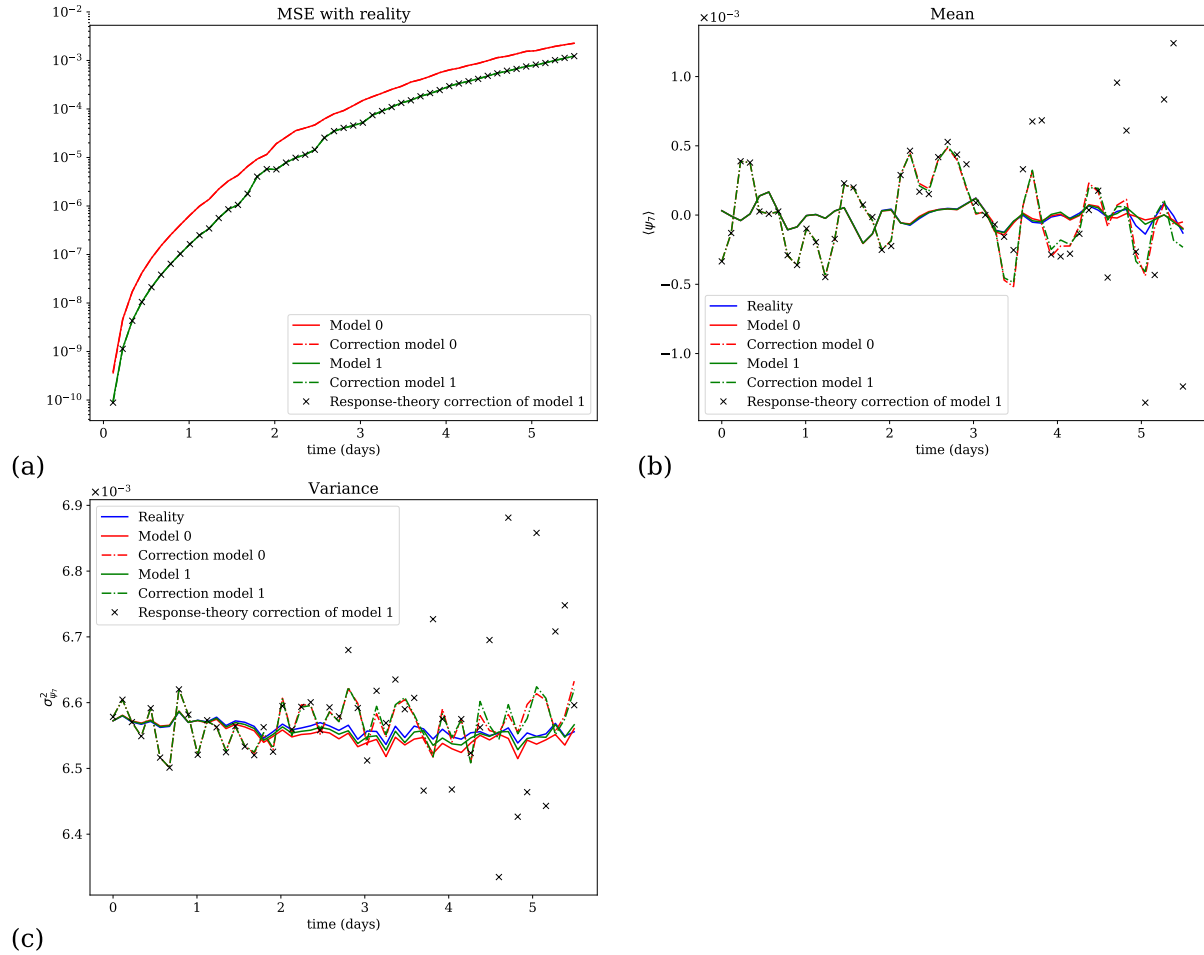 MSE with reality
10⁻²
10⁻³
10⁻⁴
10⁻⁵
10⁻⁶
10⁻⁷
10⁻⁸
10⁻⁹
10⁻¹⁰
Model 0
Correction model 0
Model 1
Correction model 1
Response-theory correction of model 1
0 1 2 3 4 5
time (days)
(a)
Mean
×10⁻³
1.0
0.5
0.0
−0.5
−1.0
⟨ψ₇⟩
Reality
Model 0
Correction model 0
Model 1
Correction model 1
Response-theory correction of model 1
0 1 2 3 4 5
time (days)
(b)
Variance
×10⁻³
6.9
6.8
6.7
6.6
6.5
6.4
σ²ψ₇
Reality
Model 0
Correction model 0
Model 1
Correction model 1
Response-theory correction of model 1
0 1 2 3 4 5
time (days)
(c)